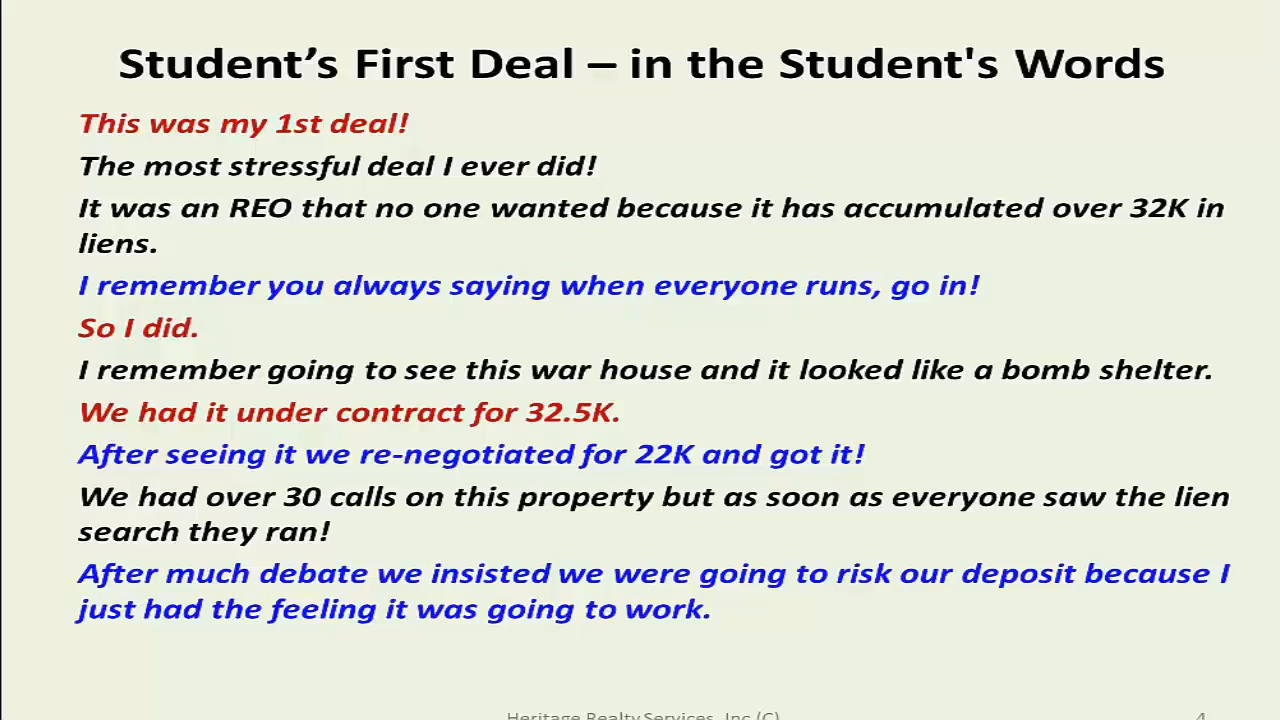 Student’s First Deal – in the Student's Words
This was my 1st deal!
The most stressful deal I ever did!
It was an REO that no one wanted because it has accumulated over 32K in
liens.
I remember you always saying when everyone runs, go in!
So I did.
I remember going to see this war house and it looked like a bomb shelter.
We had it under contract for 32.5K.
After seeing it we re-negotiated for 22K and got it!
We had over 30 calls on this property but as soon as everyone saw the lien
search they ran!
After much debate we insisted we were going to risk our deposit because I
just had the feeling it was going to work.
Heritage Realty Services, Inc (C)
4